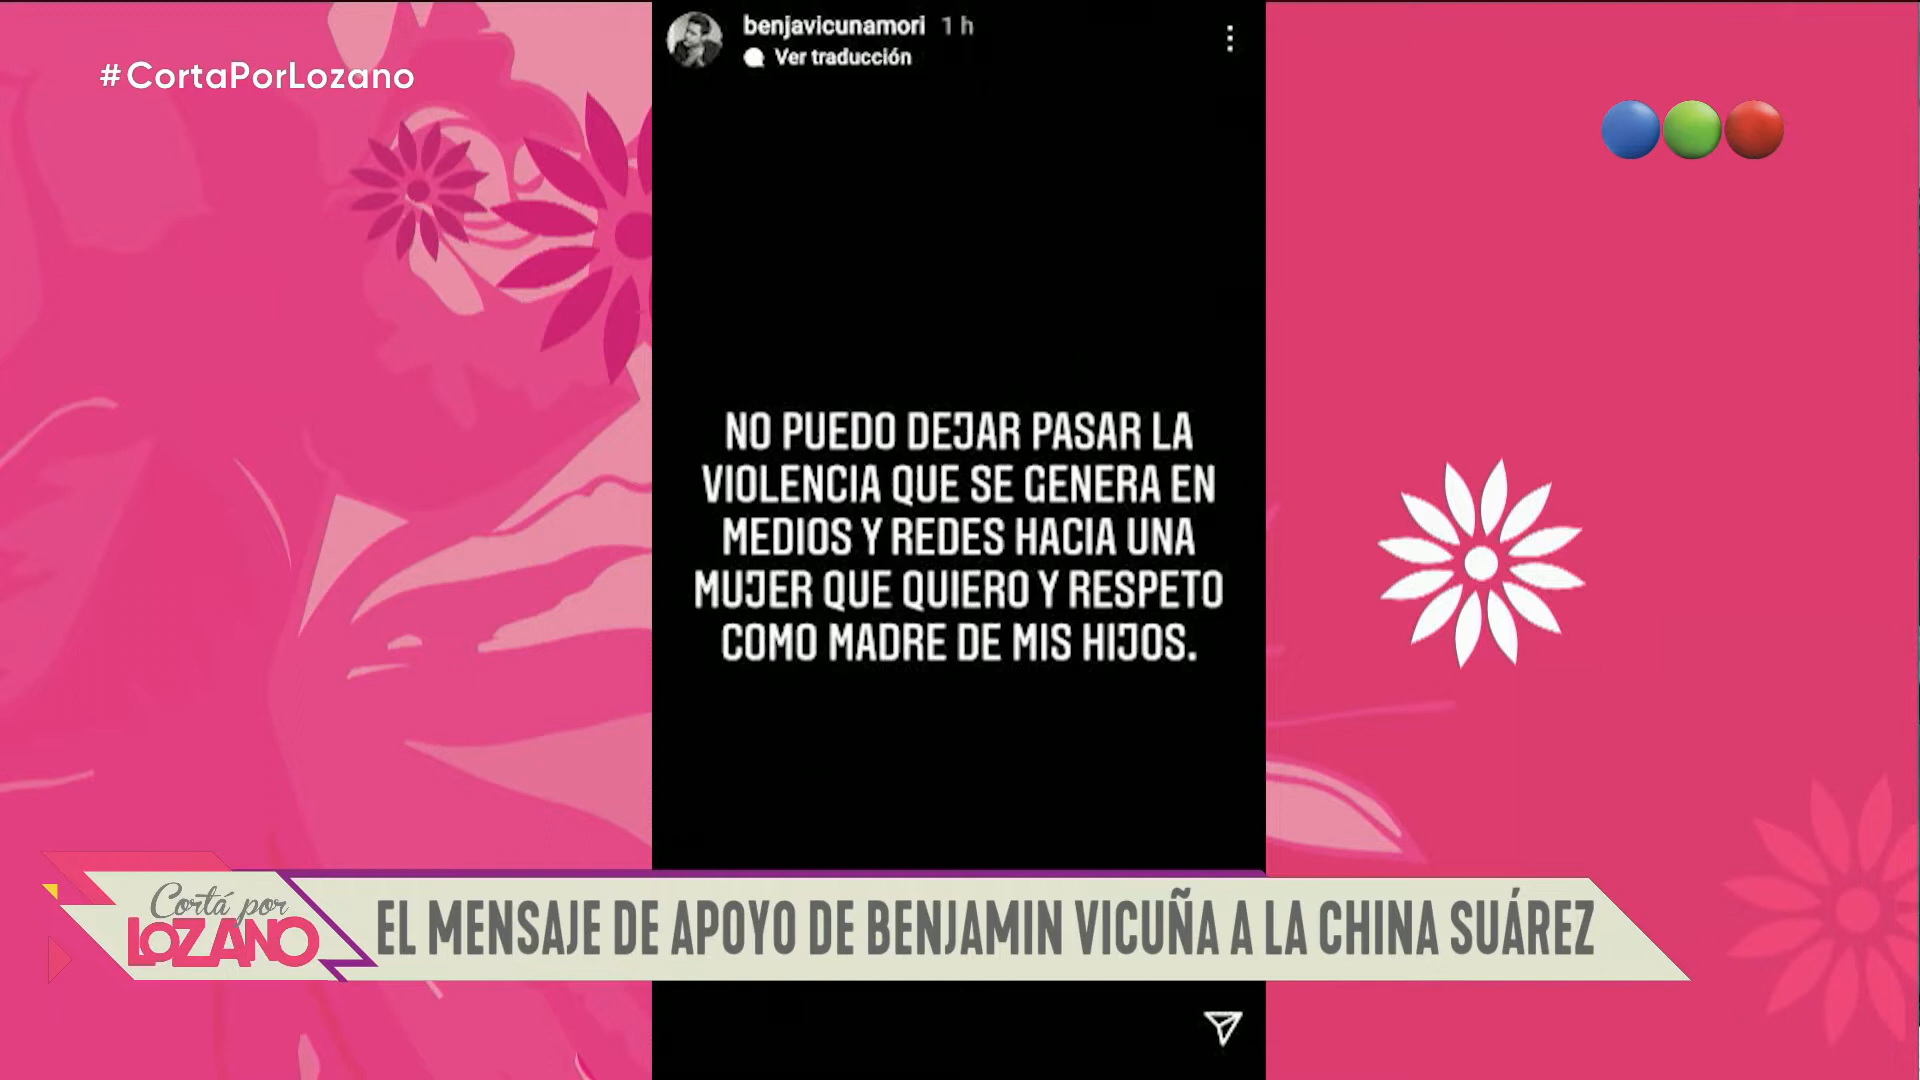 #CortaPorLozano
benjavicunamori 1 h
Ver traducción
NO PUEDO DEJAR PASAR LA
VIOLENCIA QUE SE GENERA EN
MEDIOS Y REDES HACIA UNA
MUJER QUE QUIERO Y RESPETO
COMO MADRE DE MIS HIJOS.
Cortá por
LOZANO
EL MENSAJE DE APOYO DE BENJAMIN VICUÑA A LA CHINA SUÁREZ